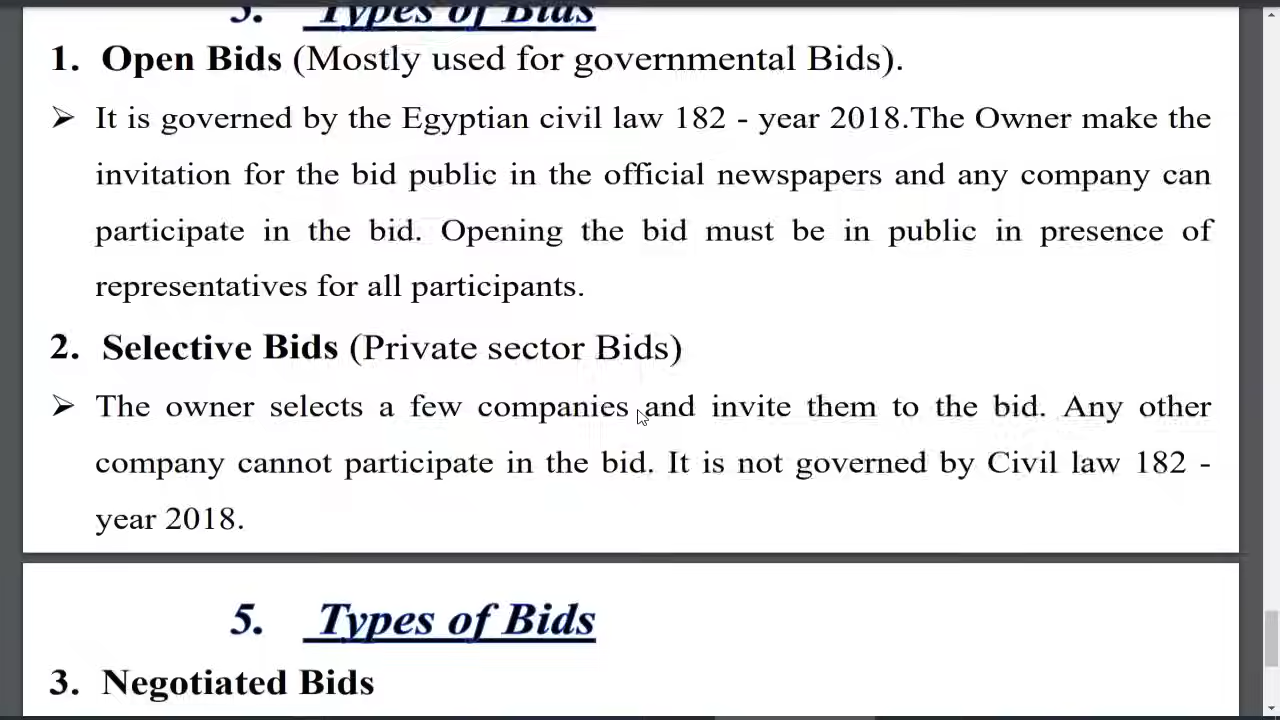 5. Types of Bids
1. Open Bids (Mostly used for governmental Bids).
➢ It is governed by the Egyptian civil law 182 - year 2018.The Owner make the
invitation for the bid public in the official newspapers and any company can
participate in the bid. Opening the bid must be in public in presence of
representatives for all participants.
2. Selective Bids (Private sector Bids)
➢ The owner selects a few companies and invite them to the bid. Any other
company cannot participate in the bid. It is not governed by Civil law 182 -
year 2018.
5. Types of Bids
3. Negotiated Bids